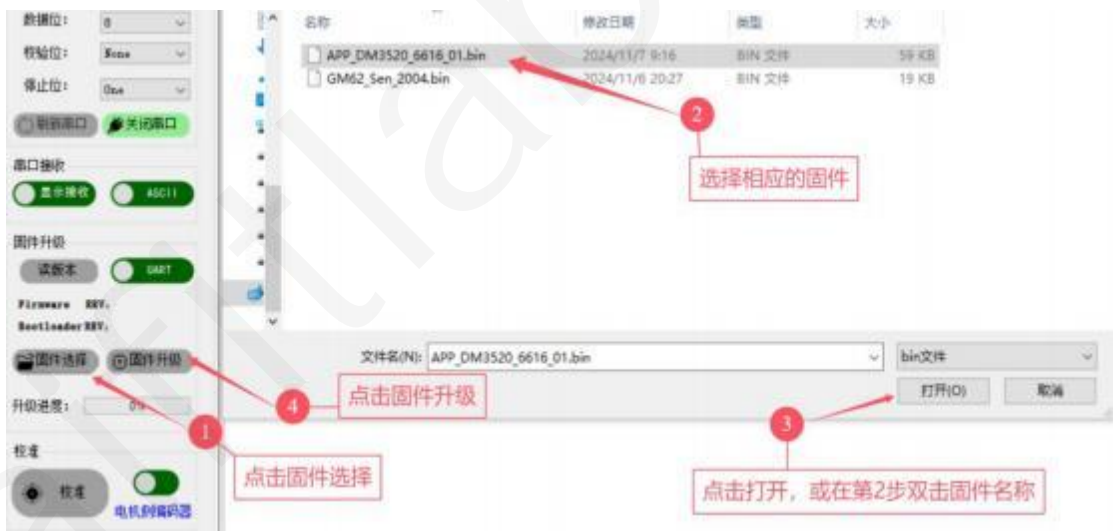 数据位： 8
校验位： None
停止位： One
刷新串口 关闭串口
串口接收
显示接收 ASCII
固件升级
读版本 UART
Firmware REV.
Bootloader REV.
固件选择 固件升级
升级进度： 0%
校准
校准
电机侧编码器
名称 修改日期 类型 大小
APP_DM3520_6616_01.bin 2024/11/7 9:16 BIN 文件 59 KB
GM62_Sen_2004.bin 2024/11/6 20:27 BIN 文件 19 KB
2
选择相应的固件
文件名(N): APP_DM3520_6616_01.bin bin文件
打开(O) 取消
4
点击固件升级
1
点击固件选择
3
点击打开，或在第2步双击固件名称